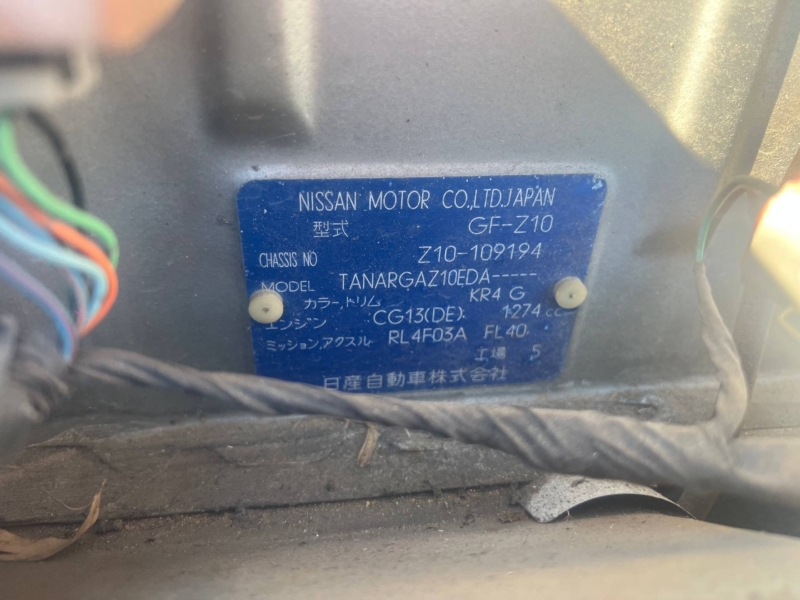 NISSAN MOTOR CO.,LTD.JAPAN
型式 GF-Z10
CHASSIS NO Z10-109194
MODEL TANARGAZ10EDA-----
カラー,トリム KR4 G
エンジン CG13(DE) 1274 cc
ミッション,アクスル RL4F03A FL40
工場 5
日産自動車株式会社